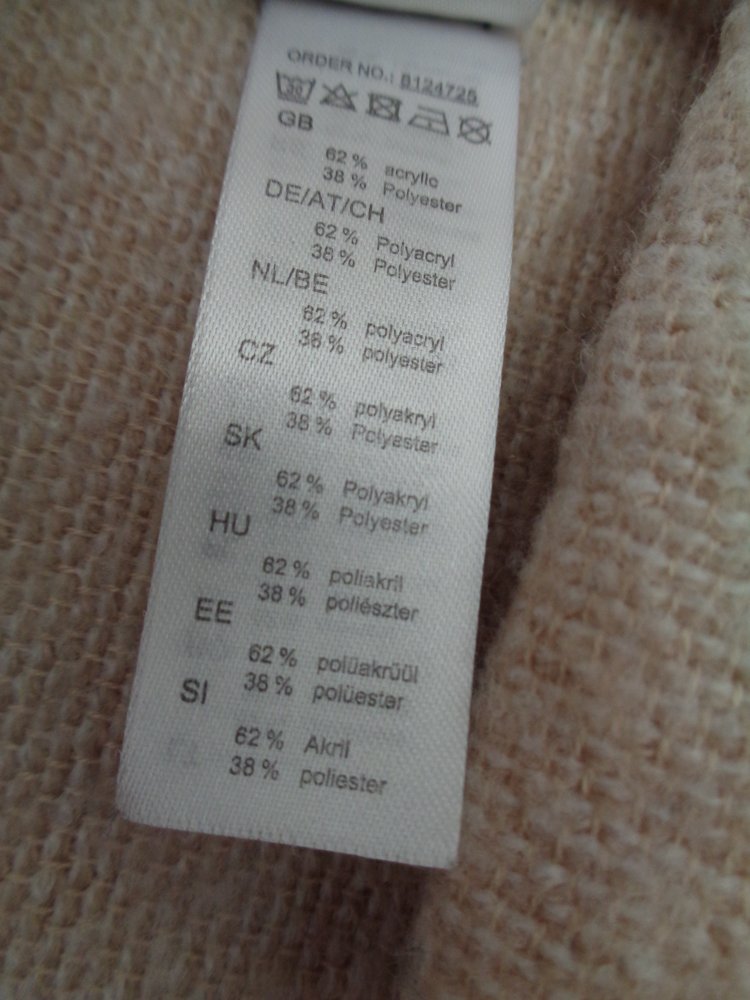 ORDER NO.: 8124725
30
GB
62 % acrylic
38 % Polyester
DE/AT/CH
62 % Polyacryl
38 % Polyester
NL/BE
62 % polyacryl
38 % polyester
CZ
62 % polyakryl
38 % Polyester
SK
62 % Polyakryl
38 % Polyester
HU
62 % poliakril
38 % poliészter
EE
62 % polüakrüül
38 % polüester
SI
62 % Akril
38 % poliester